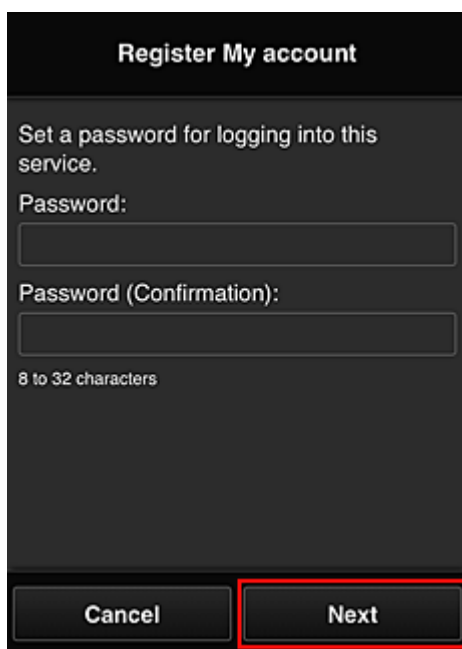 Register My account
Set a password for logging into this
service.
Password:
Password (Confirmation):
8 to 32 characters
Cancel
Next